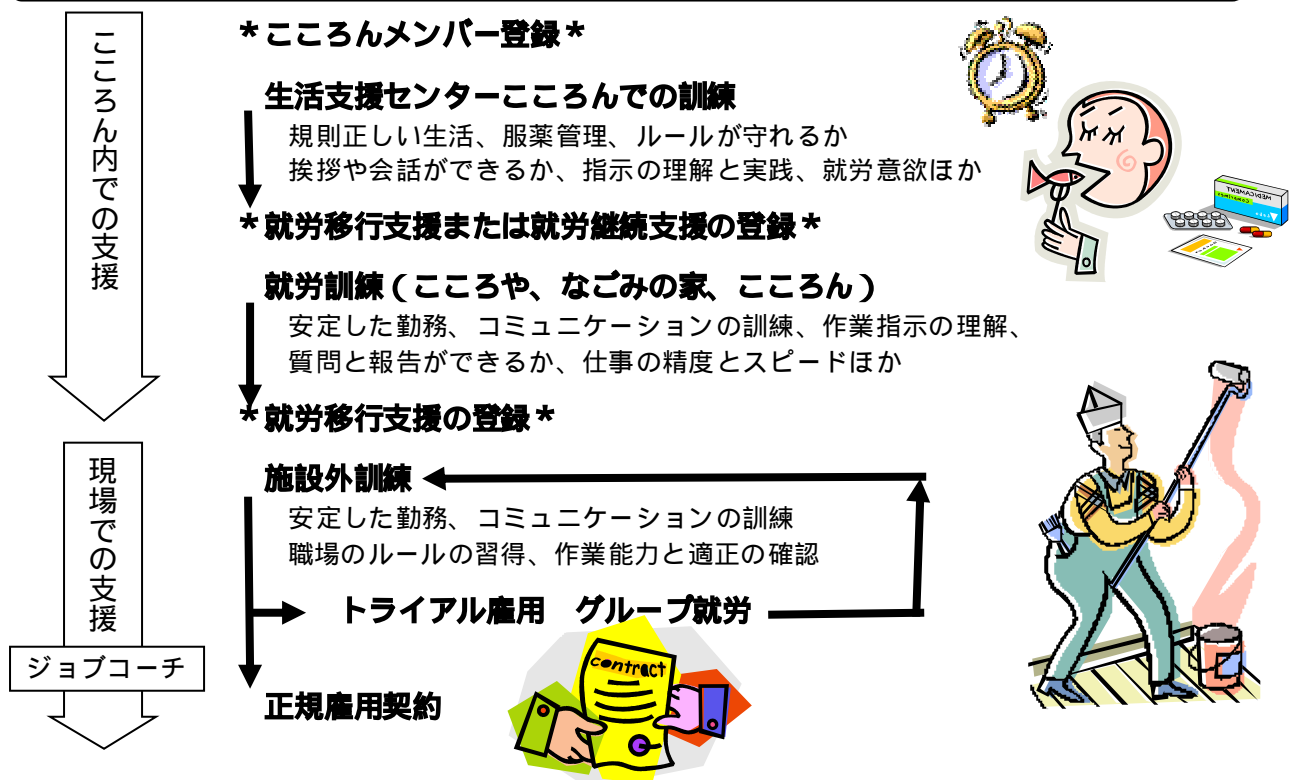 こころん内での支援
*こころんメンバー登録*
生活支援センターこころんでの訓練
規則正しい生活、服薬管理、ルールが守れるか
挨拶や会話ができるか、指示の理解と実践、就労意欲ほか
*就労移行支援または就労継続支援の登録*
就労訓練(こころや、なごみの家、こころん)
安定した勤務、コミュニケーションの訓練、作業指示の理解、
質問と報告ができるか、仕事の精度とスピードほか
*就労移行支援の登録*
現場での支援
ジョブコーチ
施設外訓練
安定した勤務、コミュニケーションの訓練
職場のルールの習得、作業能力と適正の確認
トライアル雇用 グループ就労
正規雇用契約
contract
MEDICAMENT